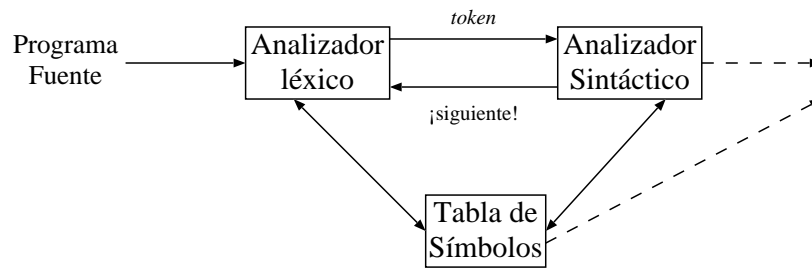 Programa
Fuente
Analizador
léxico
token
¡siguiente!
Analizador
Sintáctico
Tabla de
Símbolos